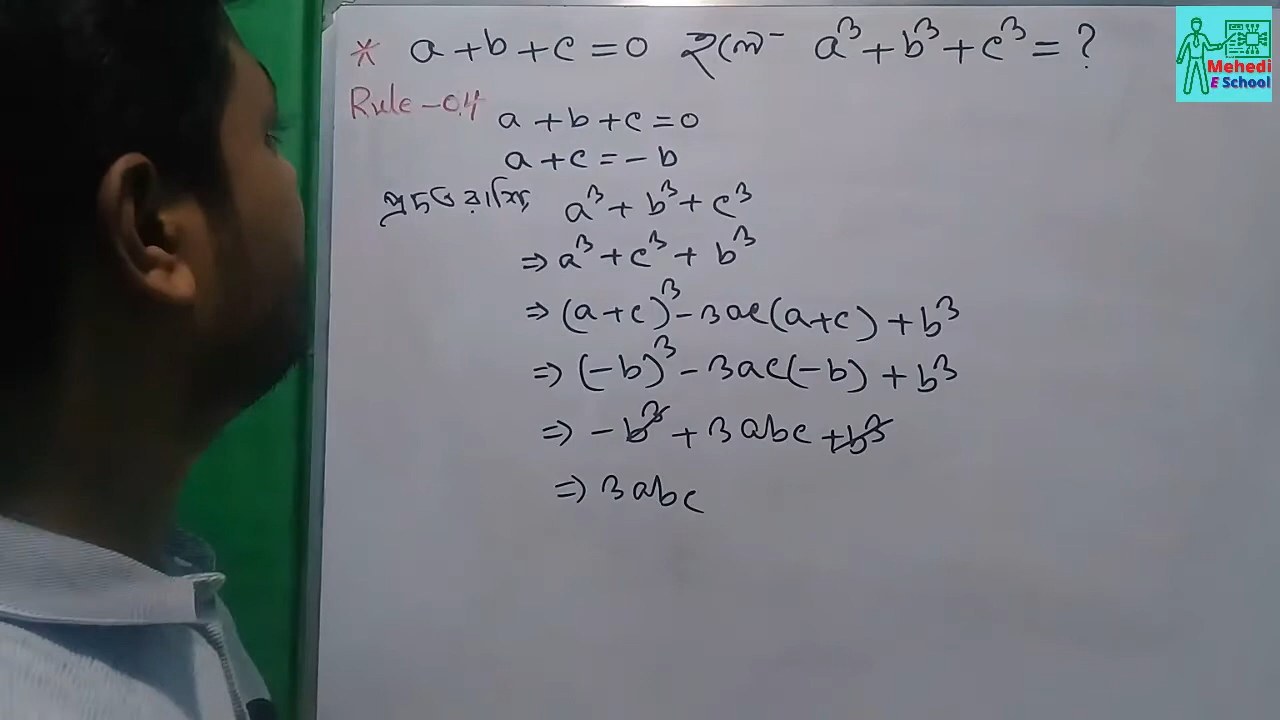 * a + b + c = 0 হলে- a³ + b³ + c³ = ?
Mehedi
E School
Rule-04
a + b + c = 0
a + c = - b
প্রদত্ত রাশি, a³ + b³ + c³
⇒ a³ + c³ + b³
⇒ (a+c)³ - 3ac(a+c) + b³
⇒ (-b)³ - 3ac(-b) + b³
⇒ - b³ + 3abc + b³
⇒ 3abc